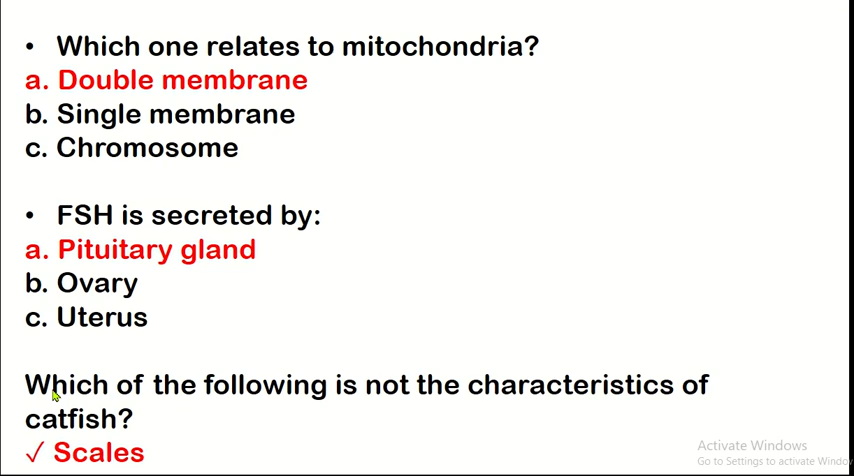 • Which one relates to mitochondria?
a. Double membrane
b. Single membrane
c. Chromosome
• FSH is secreted by:
a. Pituitary gland
b. Ovary
c. Uterus
Which of the following is not the characteristics of
catfish?
✓ Scales
Activate Windows
Go to Settings to activate Window